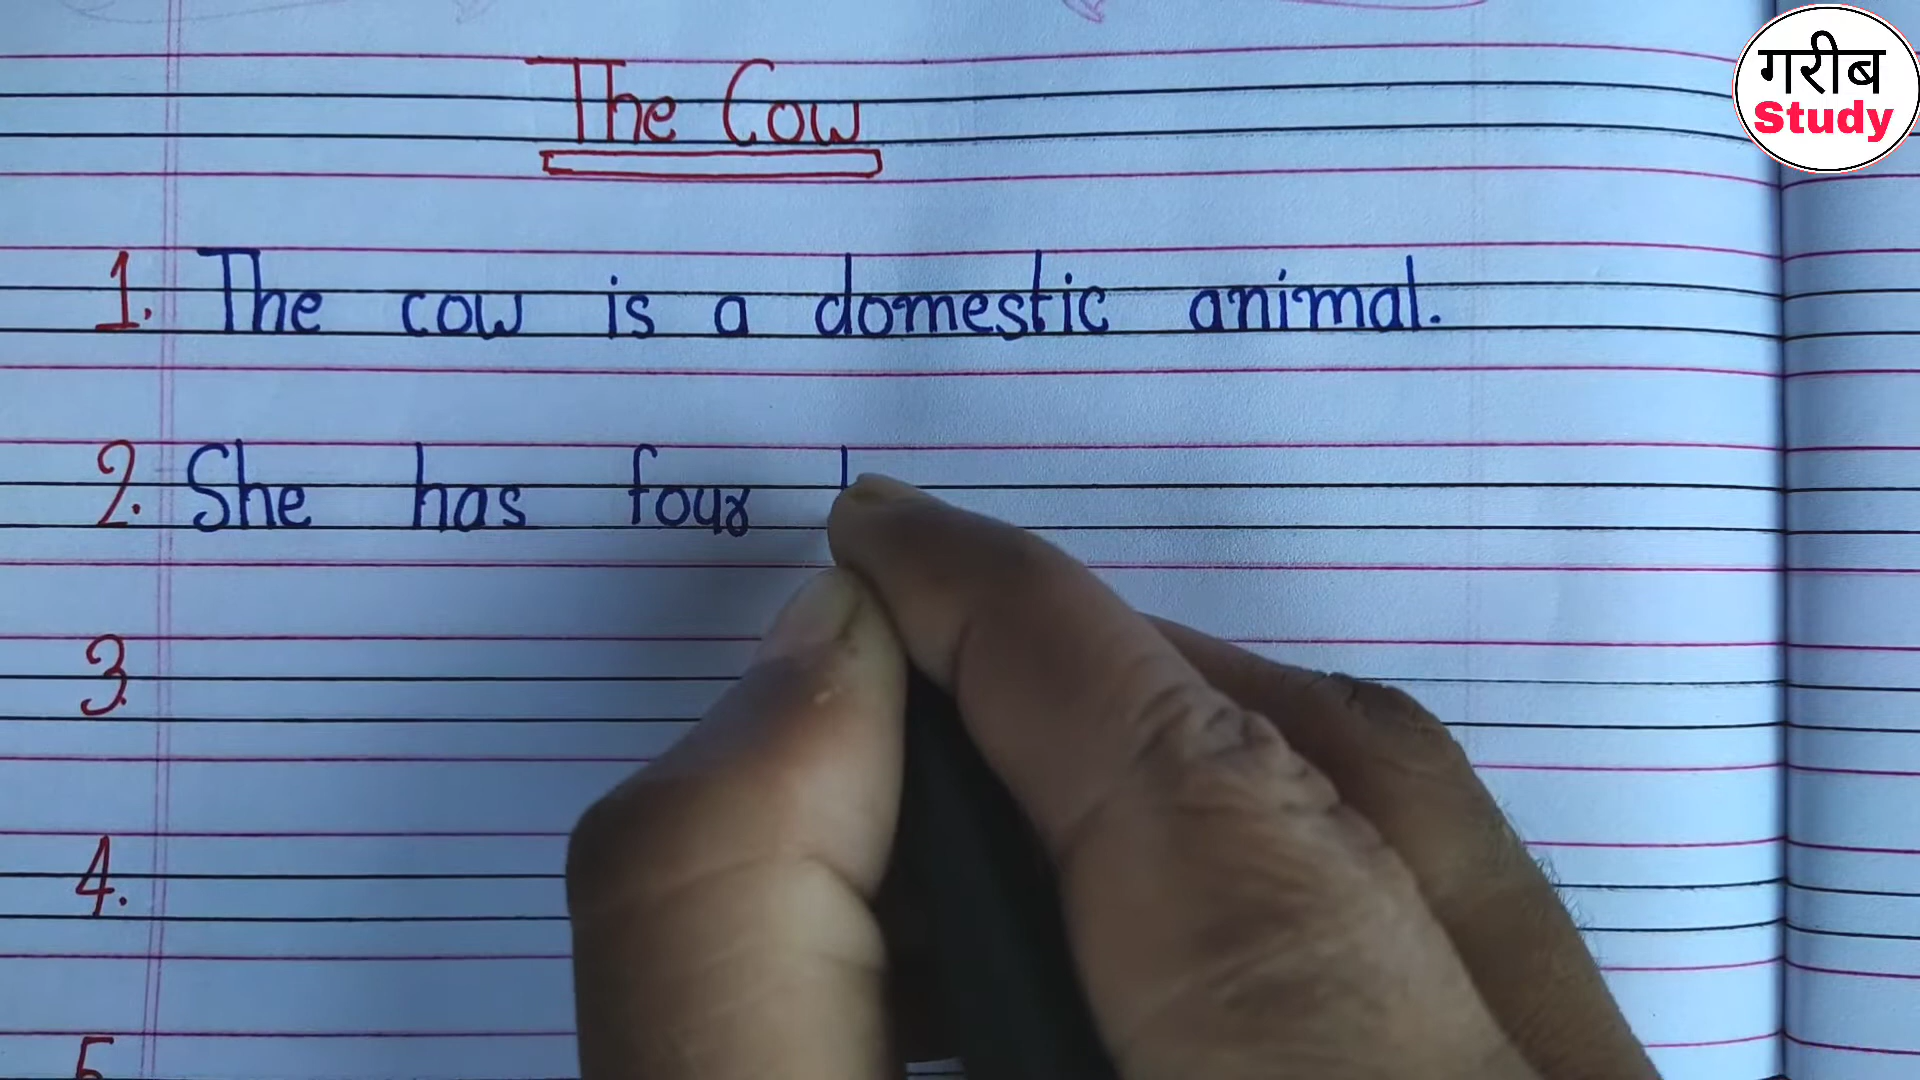 The Cow
गरीब
Study
1. The cow is a domestic animal.
2. She has four
3.
4.
5